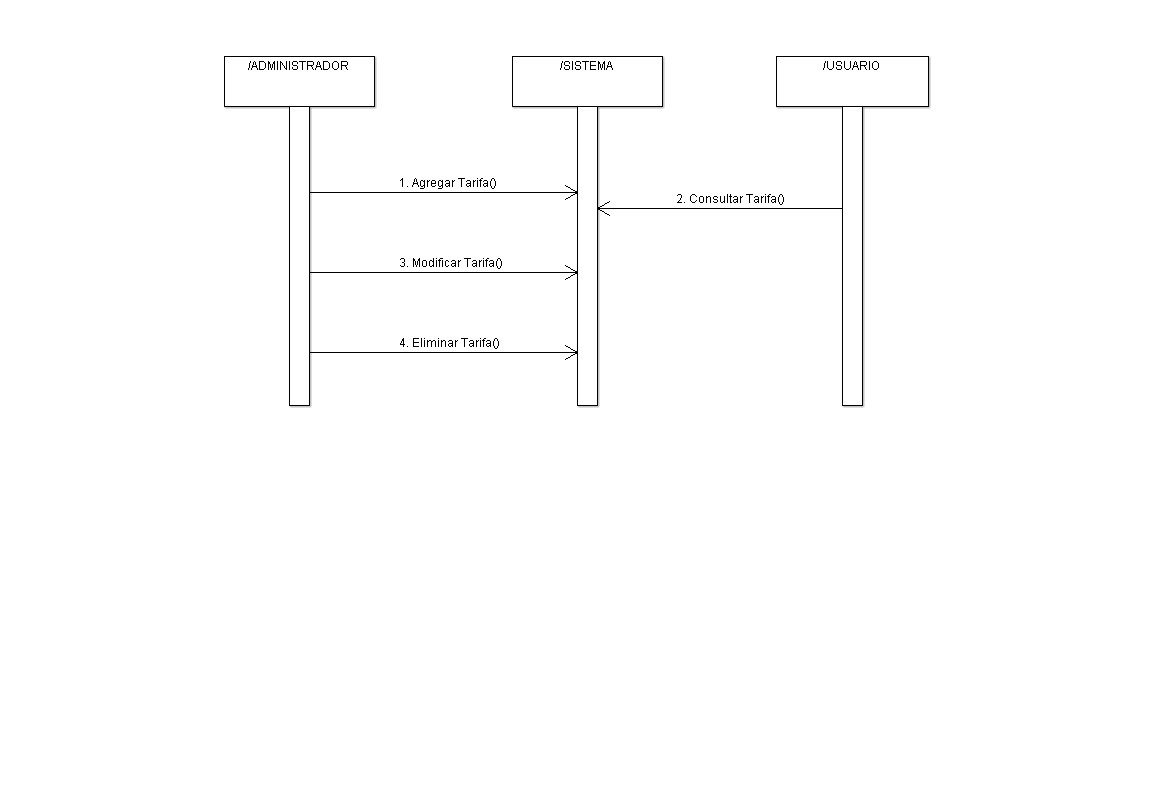 /ADMINISTRADOR
/SISTEMA
/USUARIO
1. Agregar Tarifa()
2. Consultar Tarifa()
3. Modificar Tarifa()
4. Eliminar Tarifa()